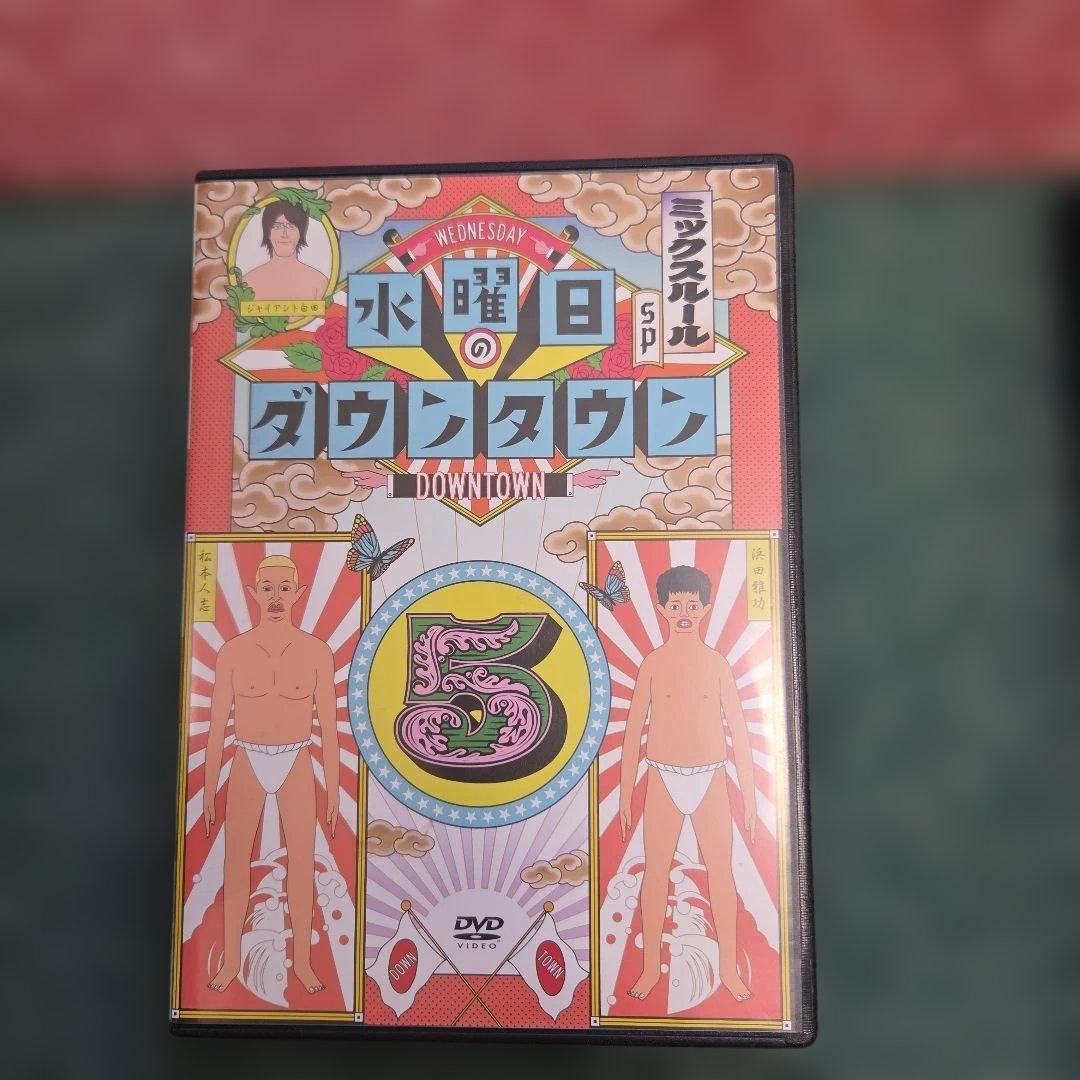 WEDNESDAY
水曜日
の
ダウンタウン
DOWNTOWN
ミックスルール
SP
ジャイアント白田
松本人志
浜田雅功
5
DVD
VIDEO
DOWN
TOWN